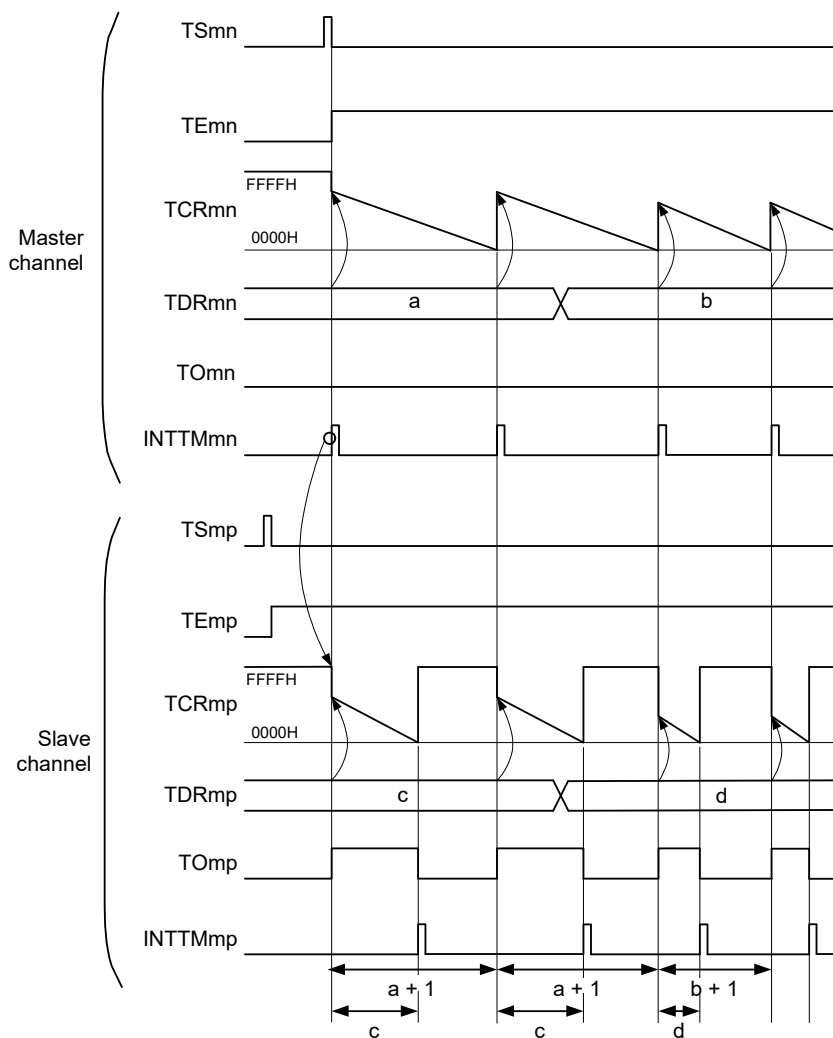 TSmn
TEmn
FFFFH
TCRmn
0000H
Master
channel
TDRmn
a
b
TOmn
INTTMmn
TSmp
TEmp
FFFFH
TCRmp
0000H
Slave
channel
TDRmp
c
d
TOmp
INTTMmp
a + 1
a + 1
b + 1
c
c
d